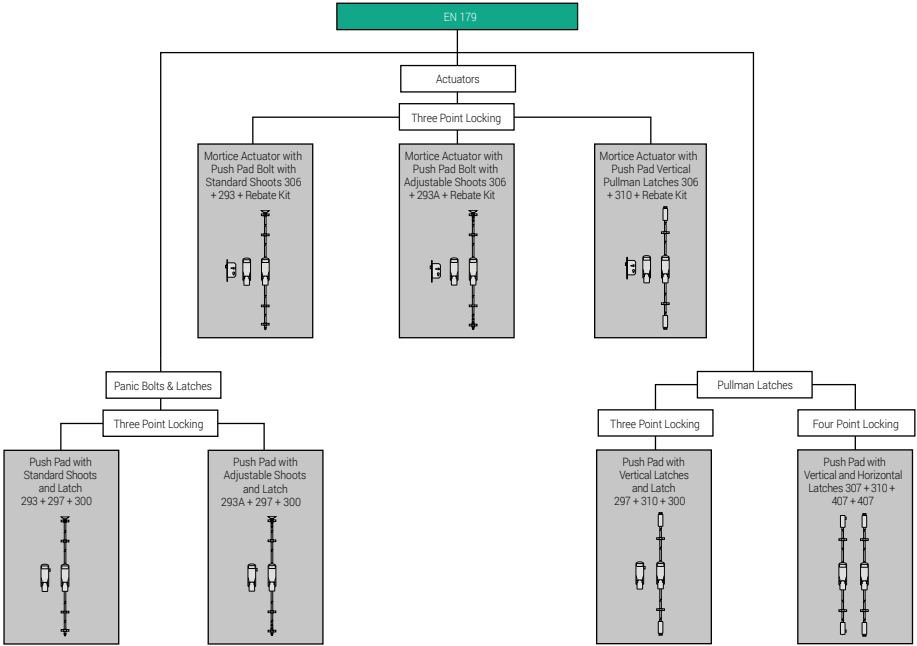 EN 179
Actuators
Three Point Locking
Mortice Actuator with
Push Pad Bolt with
Standard Shoots 306
+ 293 + Rebate Kit
Mortice Actuator with
Push Pad Bolt with
Adjustable Shoots 306
+ 293A + Rebate Kit
Mortice Actuator with
Push Pad Vertical
Pullman Latches 306
+ 310 + Rebate Kit
Panic Bolts & Latches
Three Point Locking
Push Pad with
Standard Shoots
and Latch
293 + 297 + 300
Push Pad with
Adjustable Shoots
and Latch
293A + 297 + 300
Pullman Latches
Three Point Locking
Four Point Locking
Push Pad with
Vertical Latches
and Latch
297 + 310 + 300
Push Pad with
Vertical and Horizontal
Latches 307 + 310 +
407 + 407